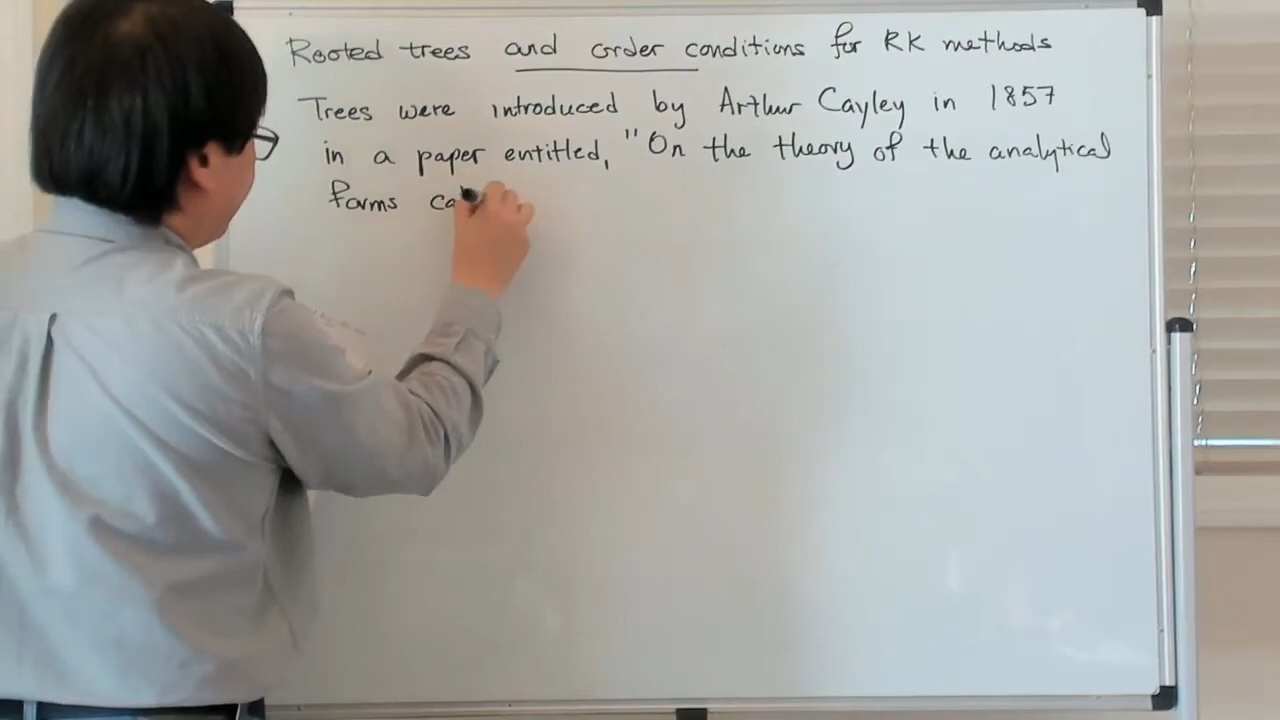 Rooted trees and order conditions for RK methods
Trees were introduced by Arthur Cayley in 1857
in a paper entitled, "On the theory of the analytical
forms ca